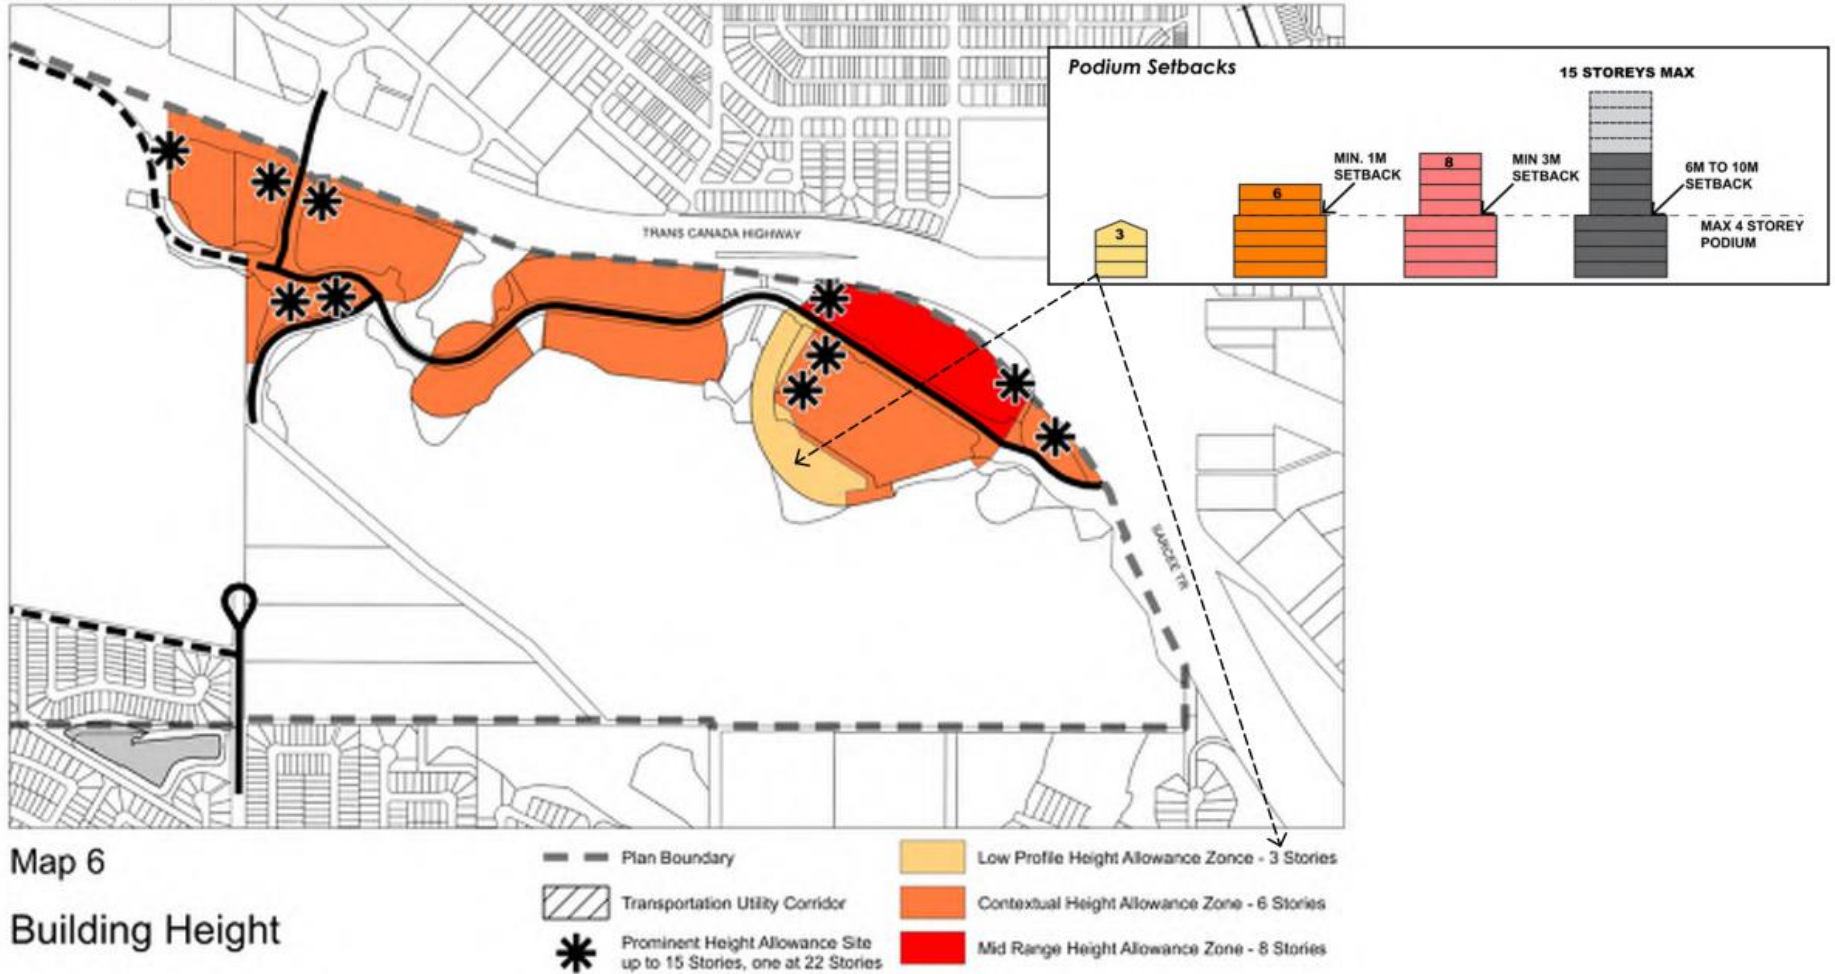 Podium Setbacks
15 STOREYS MAX
8
MIN. 1M
SETBACK
MIN 3M
SETBACK
6M TO 10M
SETBACK
6
3
MAX 4 STOREY
PODIUM
TRANS CANADA HIGHWAY
SARCEE TR
Map 6
Building Height
Plan Boundary
Transportation Utility Corridor
Prominent Height Allowance Site
up to 15 Stories, one at 22 Stories
Low Profile Height Allowance Zonce - 3 Stories
Contextual Height Allowance Zone - 6 Stories
Mid Range Height Allowance Zone - 8 Stories